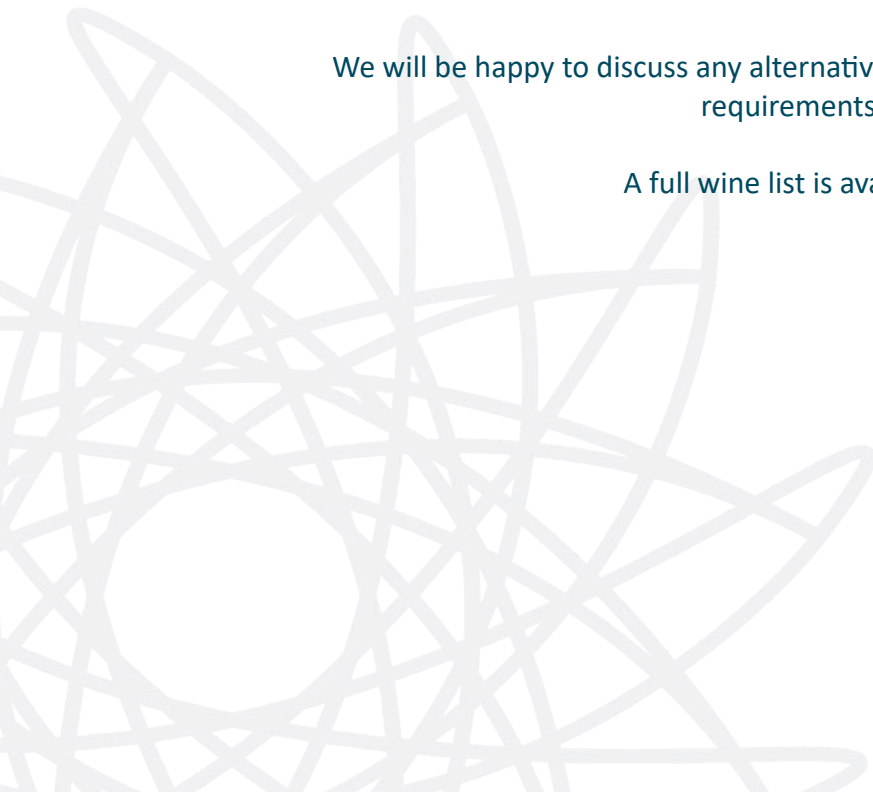 We will be happy to discuss any alternativ
requirements
A full wine list is ava